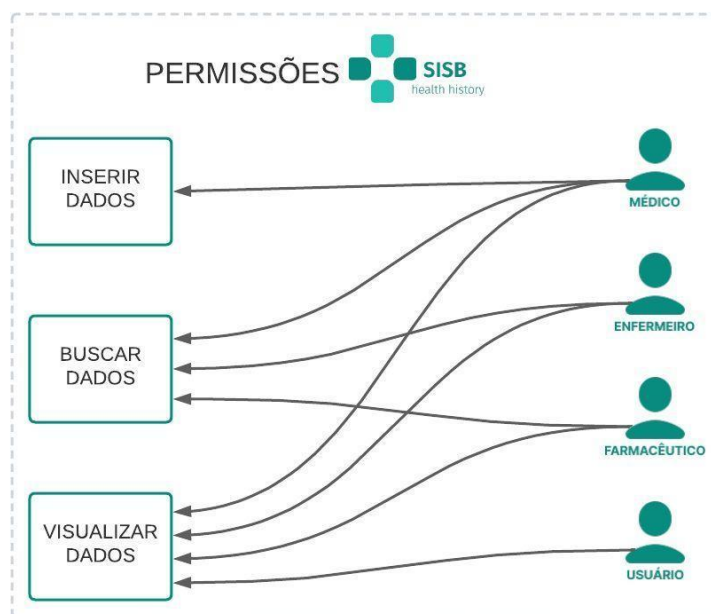 PERMISSÕES
SISB
health history
INSERIR
DADOS
MÉDICO
ENFERMEIRO
BUSCAR
DADOS
FARMACÊUTICO
VISUALIZAR
DADOS
USUÁRIO